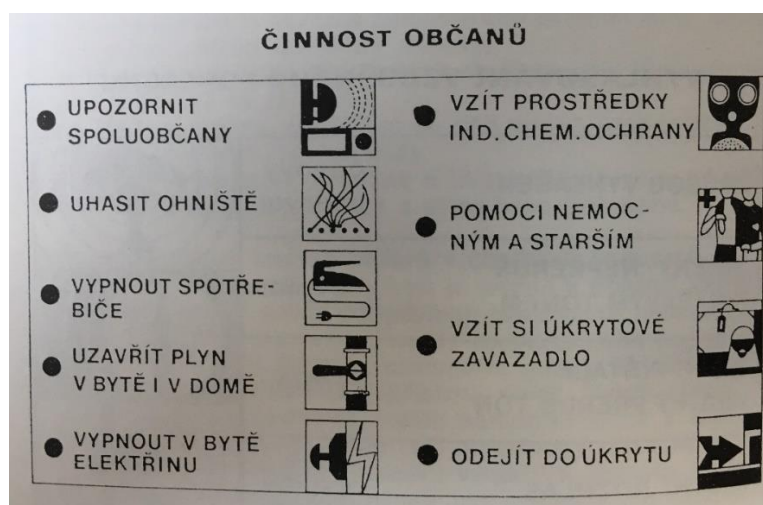 ČINNOST OBČANŮ
UPOZORNIT
SPOLUOBČANY
UHASIT OHNIŠTĚ
VYPNOUT SPOTŘE-
BIČE
UZAVŘÍT PLYN
V BYTĚ I V DOMĚ
VYPNOUT V BYTĚ
ELEKTŘINU
VZÍT PROSTŘEDKY
IND. CHEM. OCHRANY
POMOCI NEMOC-
NÝM A STARŠÍM
VZÍT SI ÚKRYTOVÉ
ZAVAZADLO
ODEJÍT DO ÚKRYTU